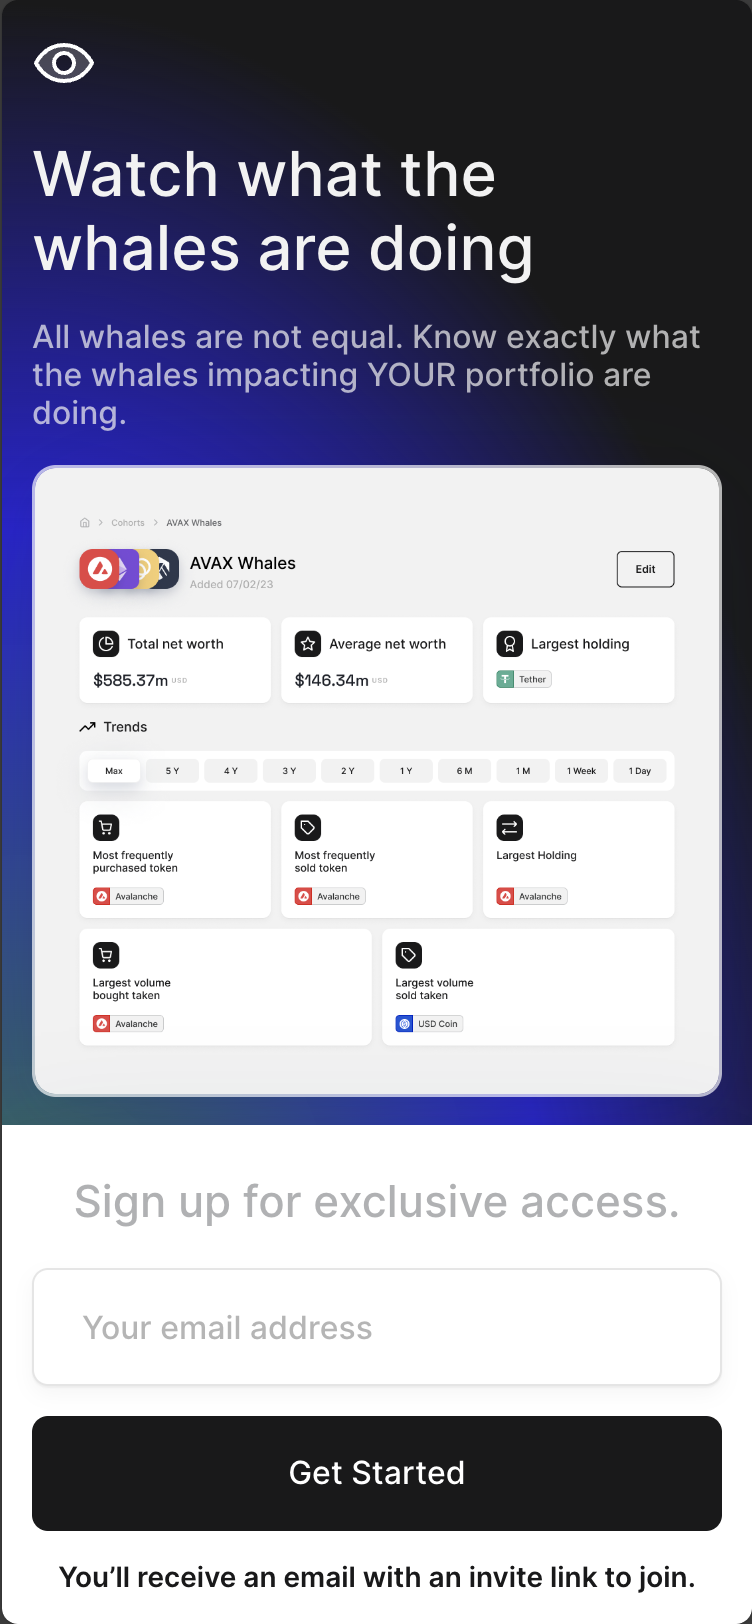 Watch what the
whales are doing
All whales are not equal. Know exactly what
the whales impacting YOUR portfolio are
doing.
Cohorts AVAX Whales
AVAX Whales
Added 07/02/23
Edit
Total net worth
$585.37m USD
Average net worth
$146.34m USD
Largest holding
Tether
Trends
Max 5 Y 4 Y 3 Y 2 Y 1 Y 6 M 1 M 1 Week 1 Day
Most frequently
purchased token
Avalanche
Most frequently
sold token
Avalanche
Largest Holding
Avalanche
Largest volume
bought taken
Avalanche
Largest volume
sold taken
USD Coin
Sign up for exclusive access.
Your email address
Get Started
You’ll receive an email with an invite link to join.